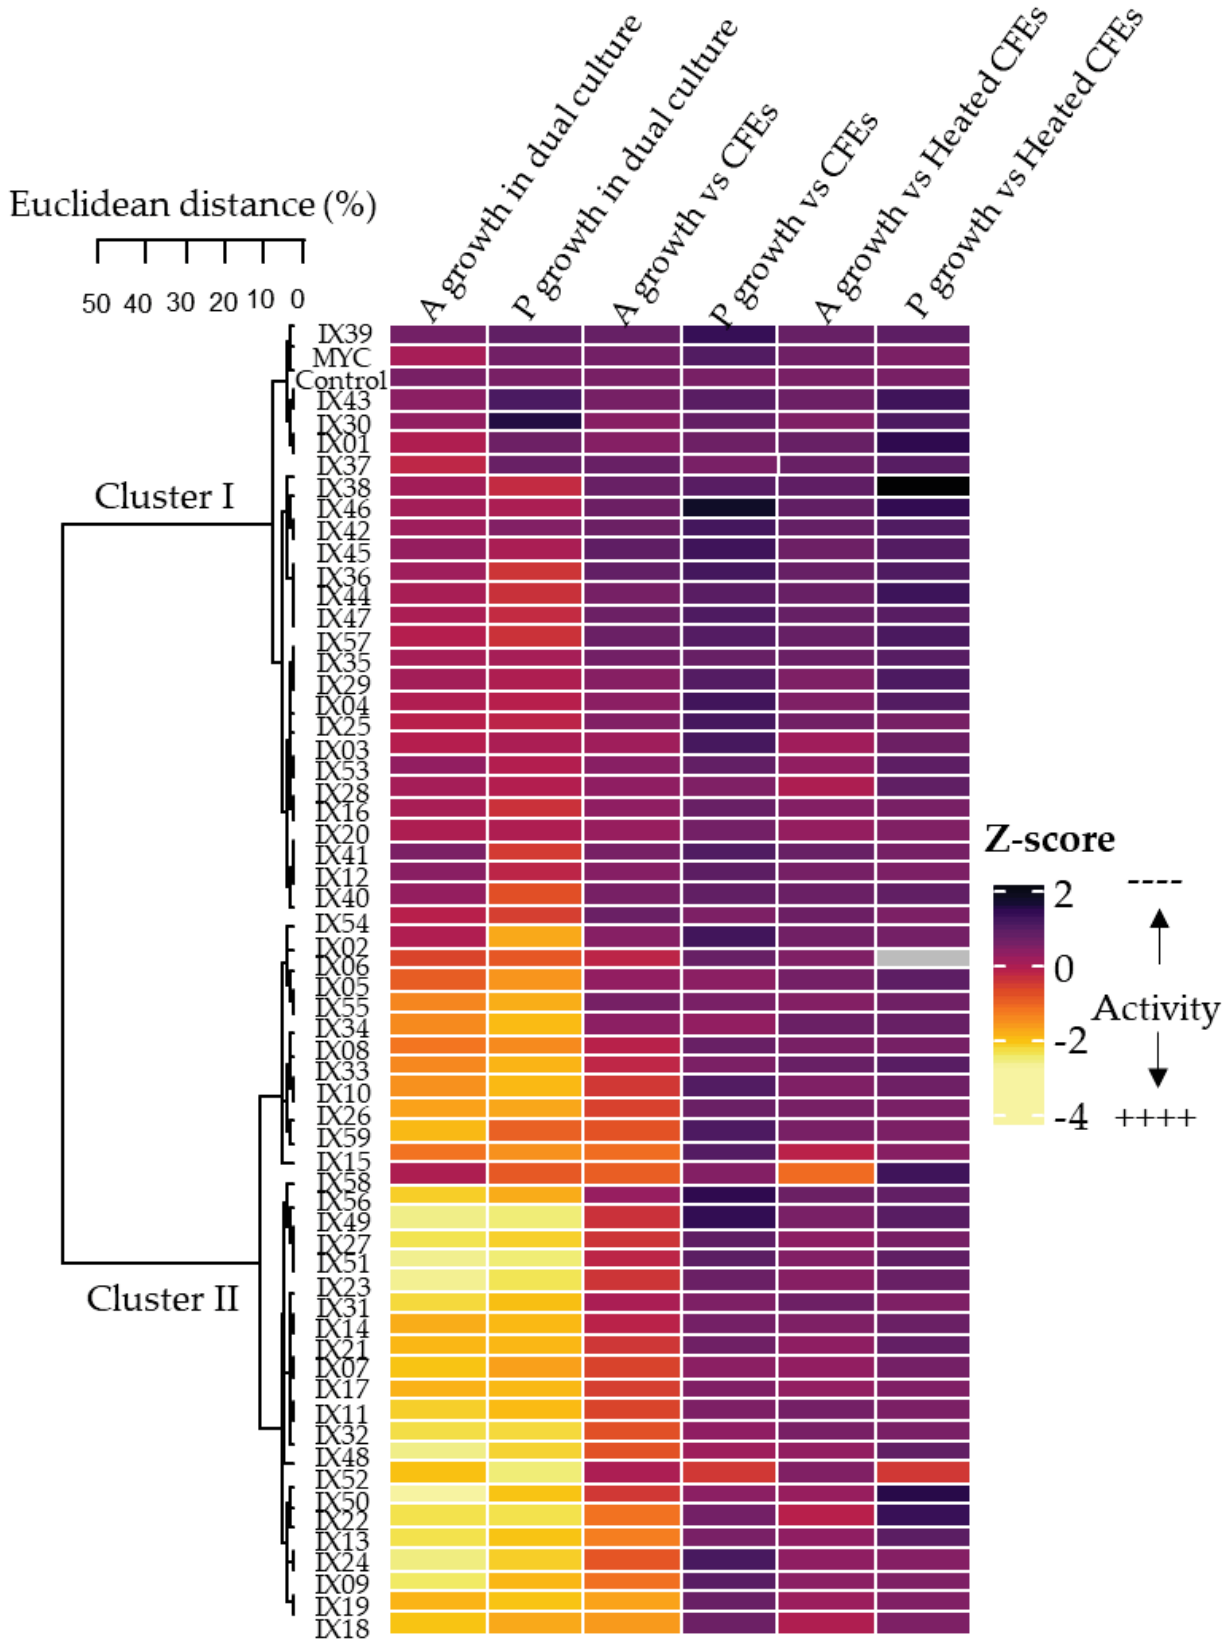 A growth in dual culture
P growth in dual culture
A growth vs CFEs
P growth vs CFEs
A growth vs Heated CFEs
P growth vs Heated CFEs
Euclidean distance (%)
50 40 30 20 10 0
Cluster I
Cluster II
IX39
MYC
Control
IX43
IX30
IX01
IX37
IX38
IX46
IX42
IX45
IX36
IX44
IX47
IX57
IX35
IX29
IX04
IX25
IX03
IX53
IX28
IX16
IX20
IX41
IX12
IX40
IX54
IX02
IX06
IX05
IX55
IX34
IX08
IX33
IX10
IX26
IX59
IX15
IX58
IX56
IX49
IX27
IX51
IX23
IX31
IX14
IX21
IX07
IX17
IX11
IX32
IX48
IX52
IX50
IX22
IX13
IX24
IX09
IX19
IX18
Z-score
2
0
-2
-4
----
Activity
++++